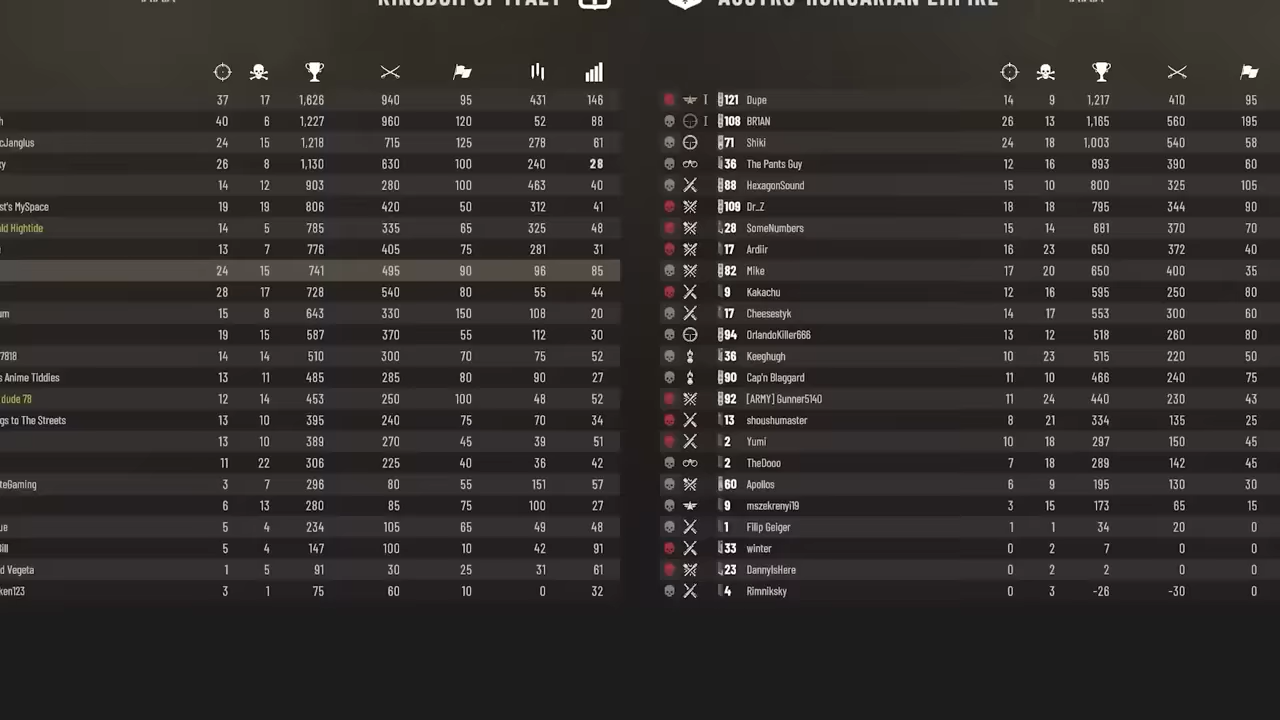 KINGDOM OF ITALY
AUSTRO-HUNGARIAN EMPIRE
37 17 1,626 940 95 431 146
h 40 6 1,227 960 120 52 88
cJanglus 24 15 1,218 715 125 278 61
xy 26 8 1,130 630 100 240 28
14 12 903 280 100 463 40
st's MySpace 19 19 806 420 50 312 41
ald Hightide 14 5 785 335 65 325 48
13 7 776 405 75 281 31
24 15 741 495 90 96 85
28 17 728 540 80 55 44
um 15 8 643 330 150 108 20
19 15 587 370 55 112 30
7818 14 14 510 300 70 75 52
s Anime Tiddies 13 11 485 285 80 90 27
dude 78 12 14 453 250 100 48 52
gs to The Streets 13 10 395 240 75 70 34
13 10 389 270 45 39 51
11 22 306 225 40 36 42
teGaming 3 7 296 80 55 151 57
6 13 280 85 75 100 27
ue 5 4 234 105 65 49 48
Bill 5 4 147 100 10 42 91
d Vegeta 1 5 91 30 25 31 61
ken123 3 1 75 60 10 0 32
I 121 Dupe 14 9 1,217 410 95
I 108 BR1AN 26 13 1,165 560 195
71 Shiki 24 18 1,003 540 58
36 The Pants Guy 12 16 893 390 60
88 HexagonSound 15 10 800 325 105
109 Dr_Z 18 18 795 344 90
28 SomeNumbers 15 14 681 370 70
17 Ardiir 16 23 650 372 40
82 Mike 17 20 650 400 35
9 Kakachu 12 16 595 250 80
17 Cheesestyk 14 17 553 300 60
94 OrlandoKiller666 13 12 518 260 80
36 Keeghugh 10 23 515 220 50
90 Cap'n Blaggard 11 10 466 240 75
92 [ARMY] Gunner5140 11 24 440 230 43
13 shoushumaster 8 21 334 135 25
2 Yumi 10 18 297 150 45
2 TheDooo 7 18 289 142 45
60 Apollos 6 9 195 130 30
9 mszekrenyi19 3 15 173 65 15
1 Filip Geiger 1 1 34 20 0
33 winter 0 2 7 0 0
23 DannyIsHere 0 2 2 0 0
4 Rimniksky 0 3 -26 -30 0